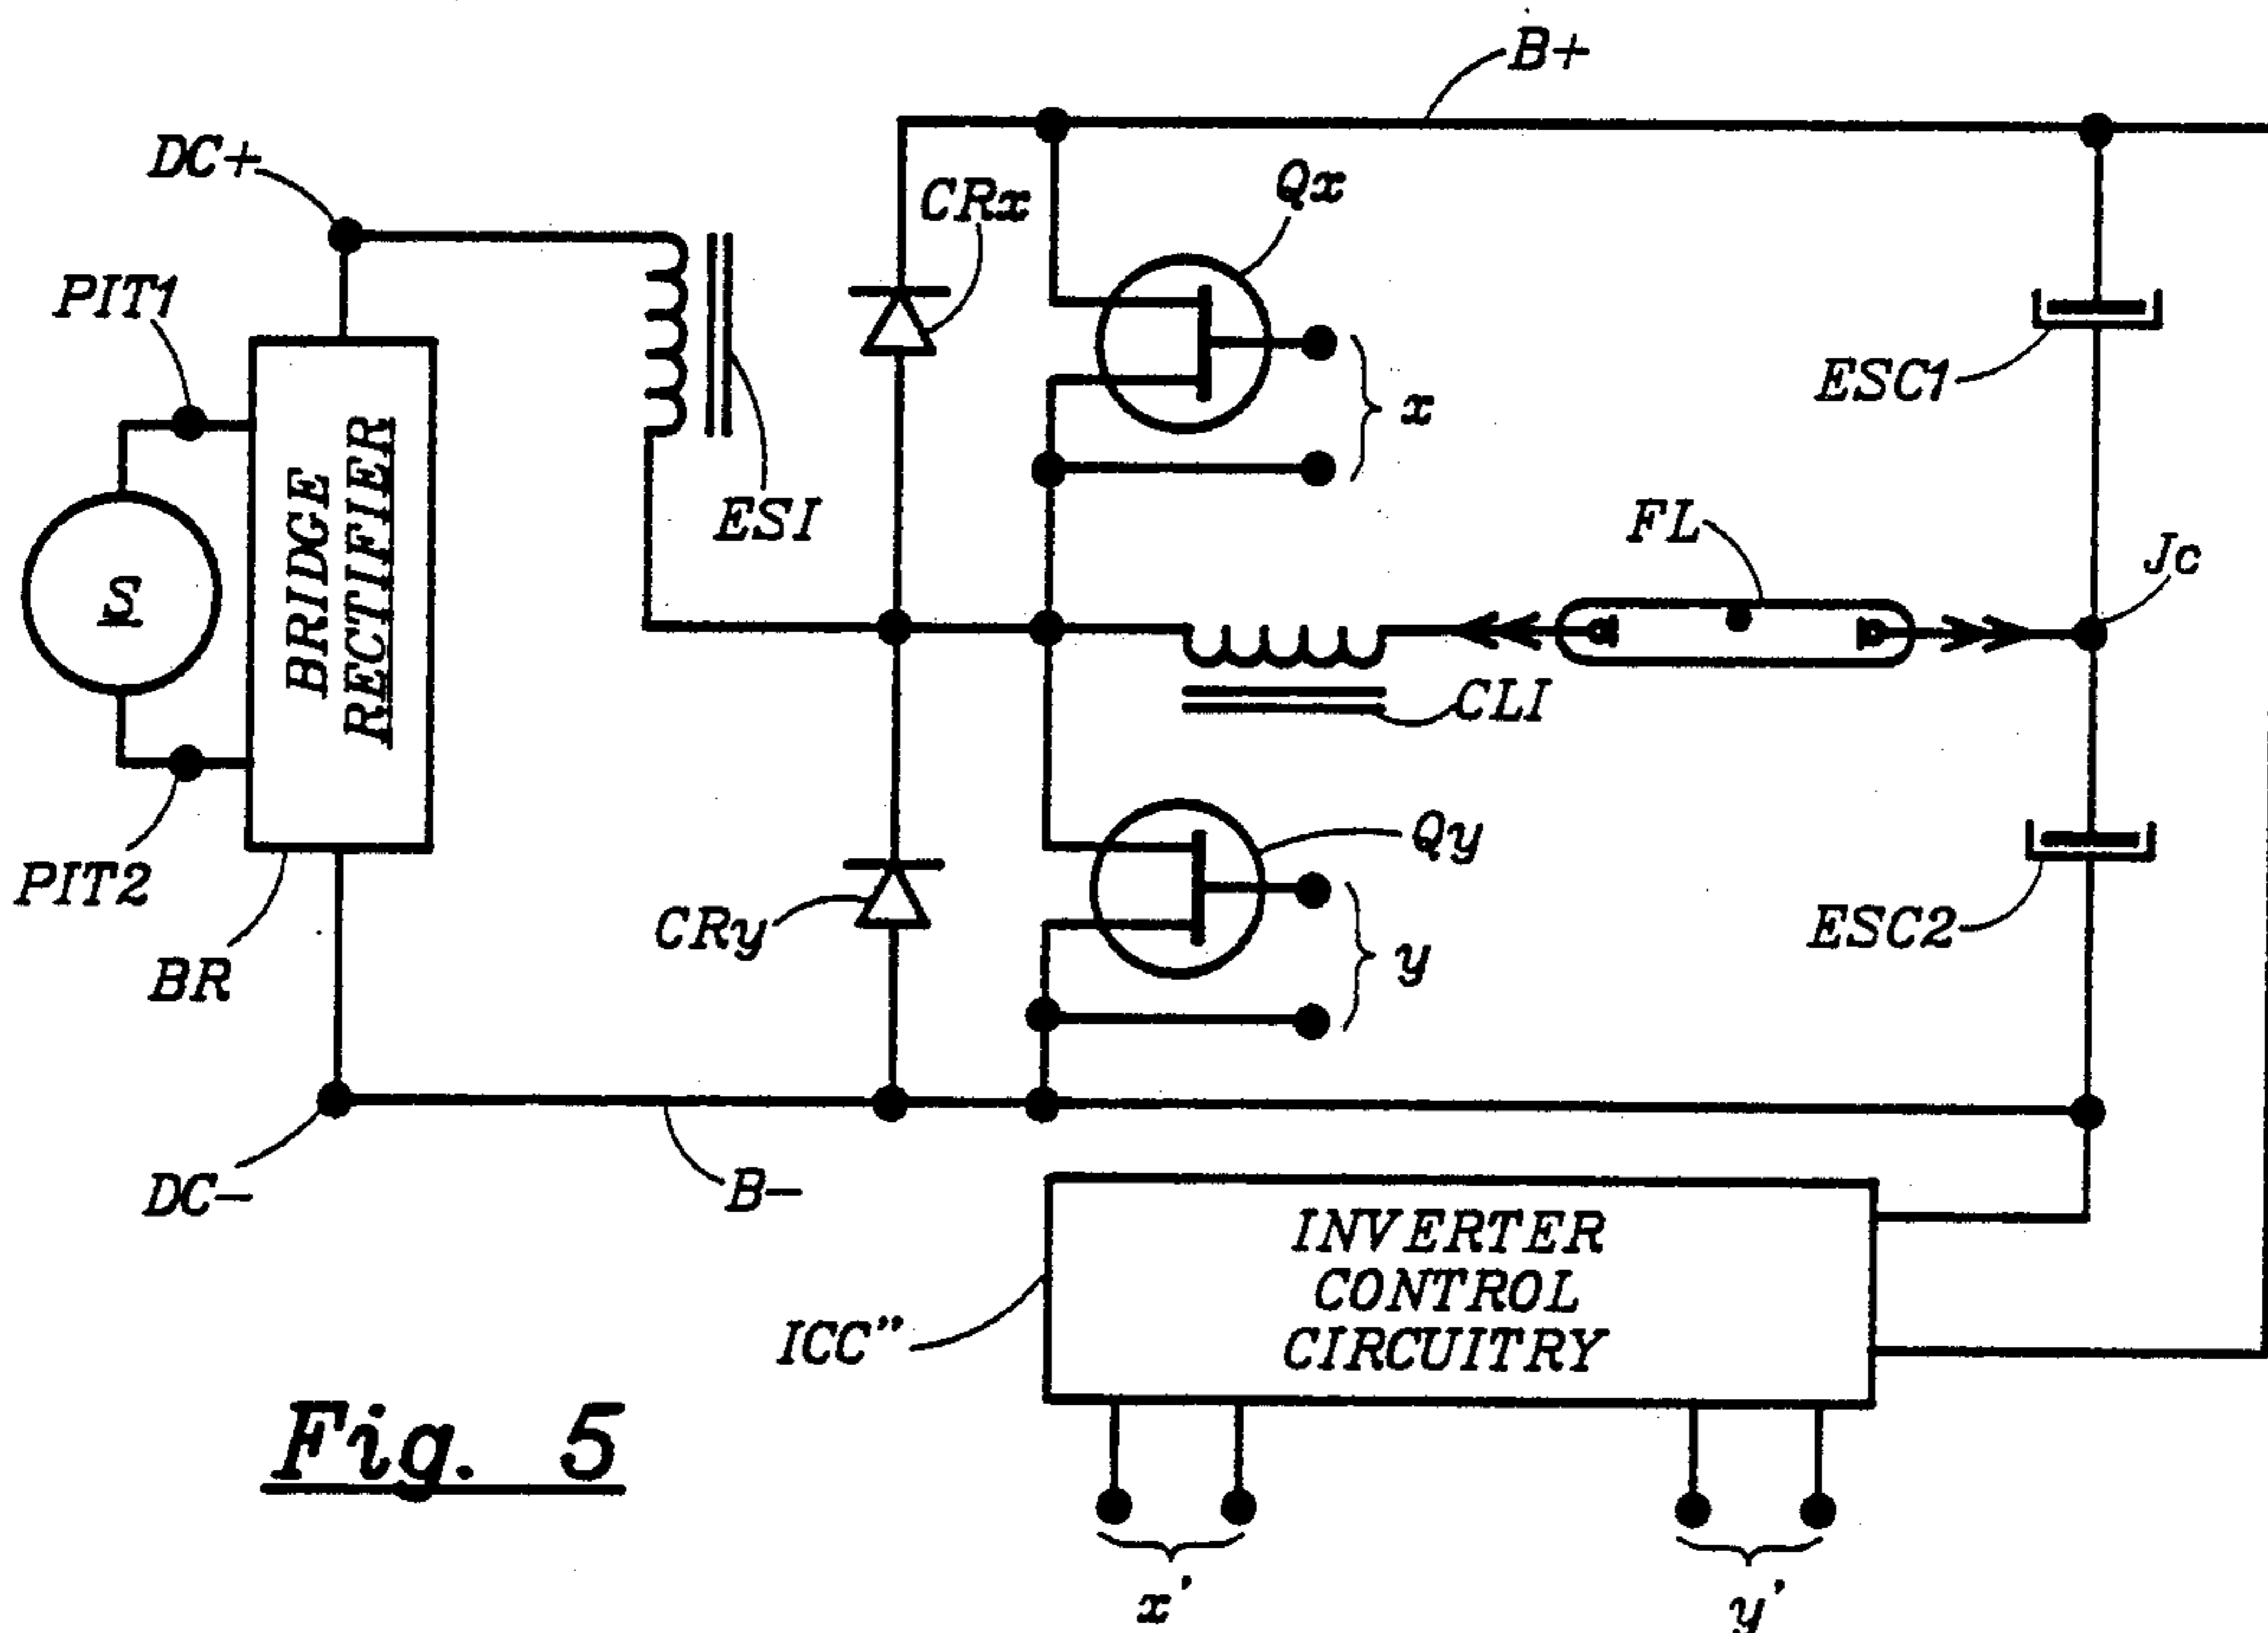 B+
DC+
CRx
Qx
PIT1
ESC1
x
ESI
FL
Jc
BRIDGE
RECTIFIER
S
CLI
Qy
PIT2
CRy
ESC2
y
BR
DC-
B-
INVERTER
CONTROL
CIRCUITRY
ICC"
Fig. 5
x'
y'